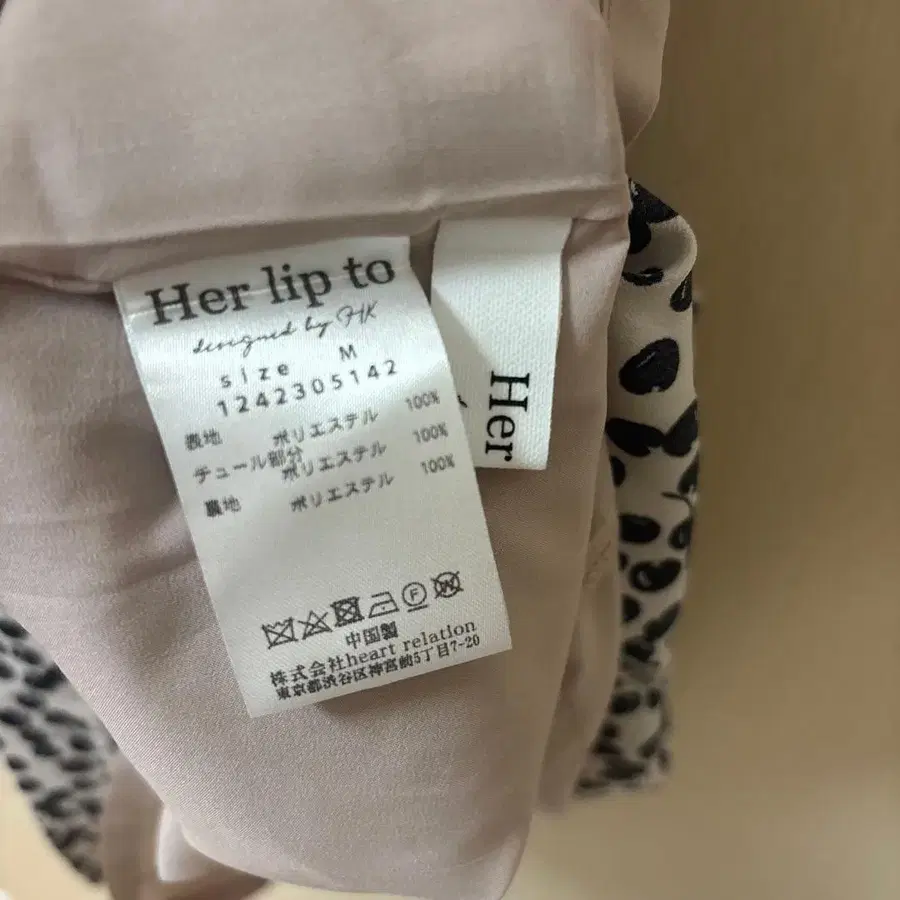 Her lip to
designed by HK
size M
1242305142
表地 ポリエステル 100%
チュール部分 ポリエステル 100%
裏地 ポリエステル 100%
F W
中国製
株式会社heart relation
東京都渋谷区神宮前5丁目7-20
Her